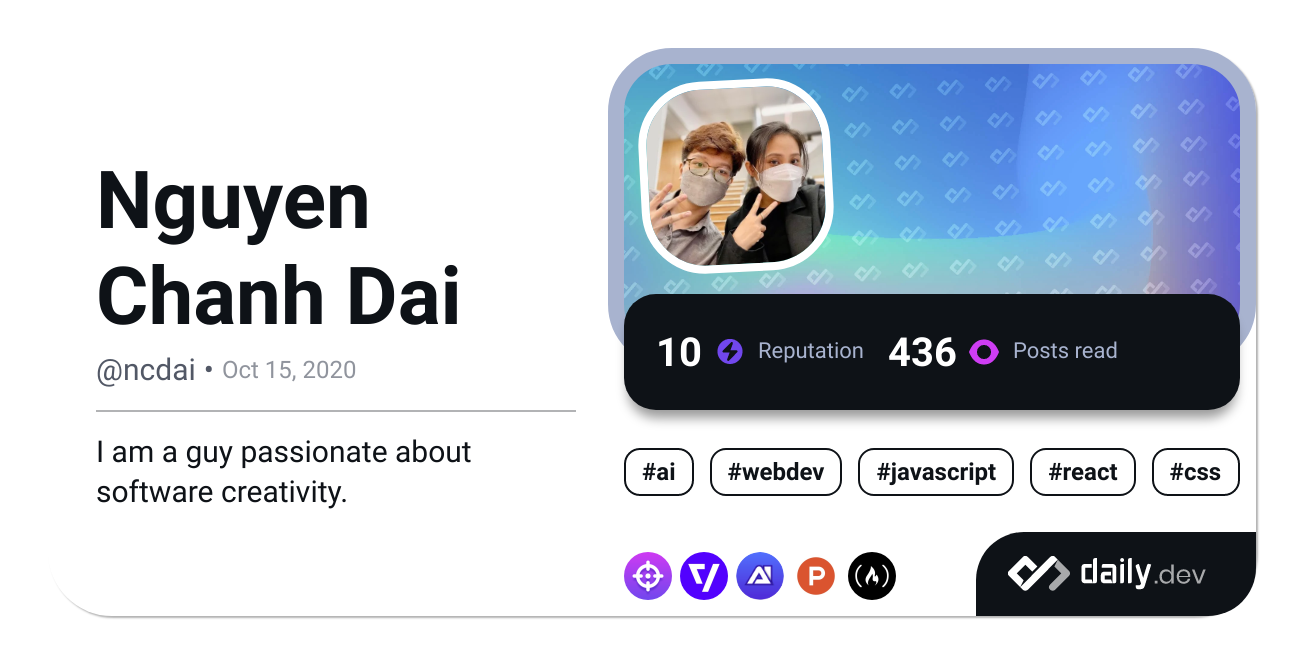 Nguyen
Chanh Dai
@ncdai • Oct 15, 2020
I am a guy passionate about
software creativity.
10 Reputation 436 Posts read
#ai #webdev #javascript #react #css
P
daily.dev